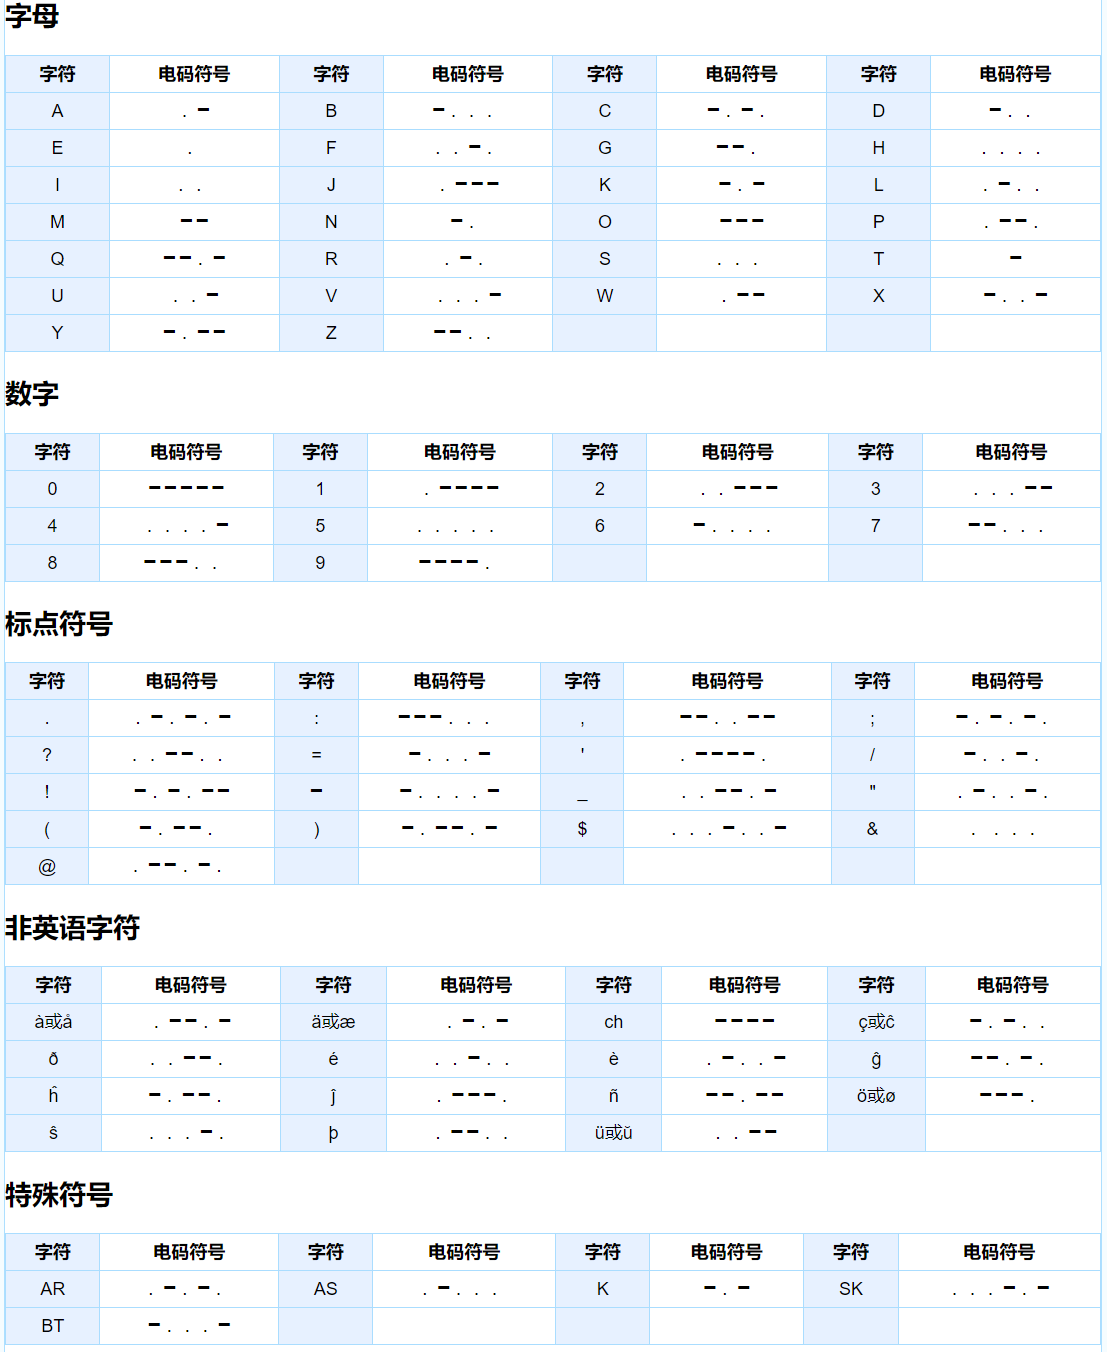 字母
字符 电码符号 字符 电码符号 字符 电码符号 字符 电码符号
A .━ B ━... C ━.━. D ━..
E . F ..━. G ━━. H ....
I .. J .━━━ K ━.━ L .━..
M ━━ N ━. O ━━━ P .━━.
Q ━━.━ R .━. S ... T ━
U ..━ V ...━ W .━━ X ━..━
Y ━.━━ Z ━━..
数字
字符 电码符号 字符 电码符号 字符 电码符号 字符 电码符号
0 ━━━━━ 1 .━━━━ 2 ..━━━ 3 ...━━
4 ....━ 5 ..... 6 ━.... 7 ━━...
8 ━━━.. 9 ━━━━.
标点符号
字符 电码符号 字符 电码符号 字符 电码符号 字符 电码符号
. .━.━.━ : ━━━... , ━━..━━ ; ━.━.━.
? ..━━.. = ━...━ ' .━━━━. / ━..━.
! ━.━.━━ ━ ━....━ _ ..━━.━ " .━..━.
( ━.━━. ) ━.━━.━ $ ...━..━ & . ...
@ .━━.━.
非英语字符
字符 电码符号 字符 电码符号 字符 电码符号 字符 电码符号
à或å .━━.━ ä或æ .━.━ ch ━━━━ ç或ĉ ━.━..
ð ..━━. é ..━.. è .━..━ ĝ ━━.━.
ĥ ━.━━. ĵ .━━━. ñ ━━.━━ ö或ø ━━━.
ŝ ...━. þ .━━.. ü或ŭ ..━━
特殊符号
字符 电码符号 字符 电码符号 字符 电码符号 字符 电码符号
AR .━.━. AS .━... K ━.━ SK ...━.━
BT ━...━